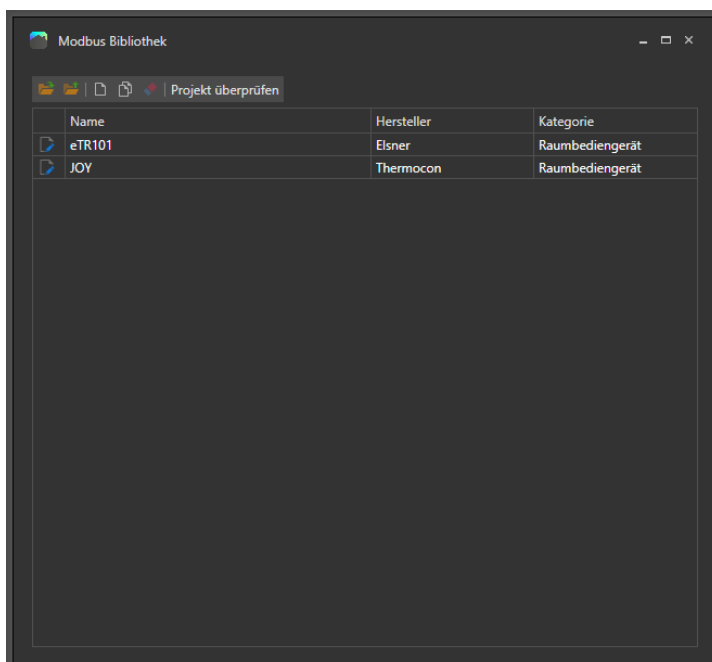 Modbus Bibliothek
Projekt überprüfen
Name Hersteller Kategorie
eTR101 Elsner Raumbediengerät
JOY Thermocon Raumbediengerät